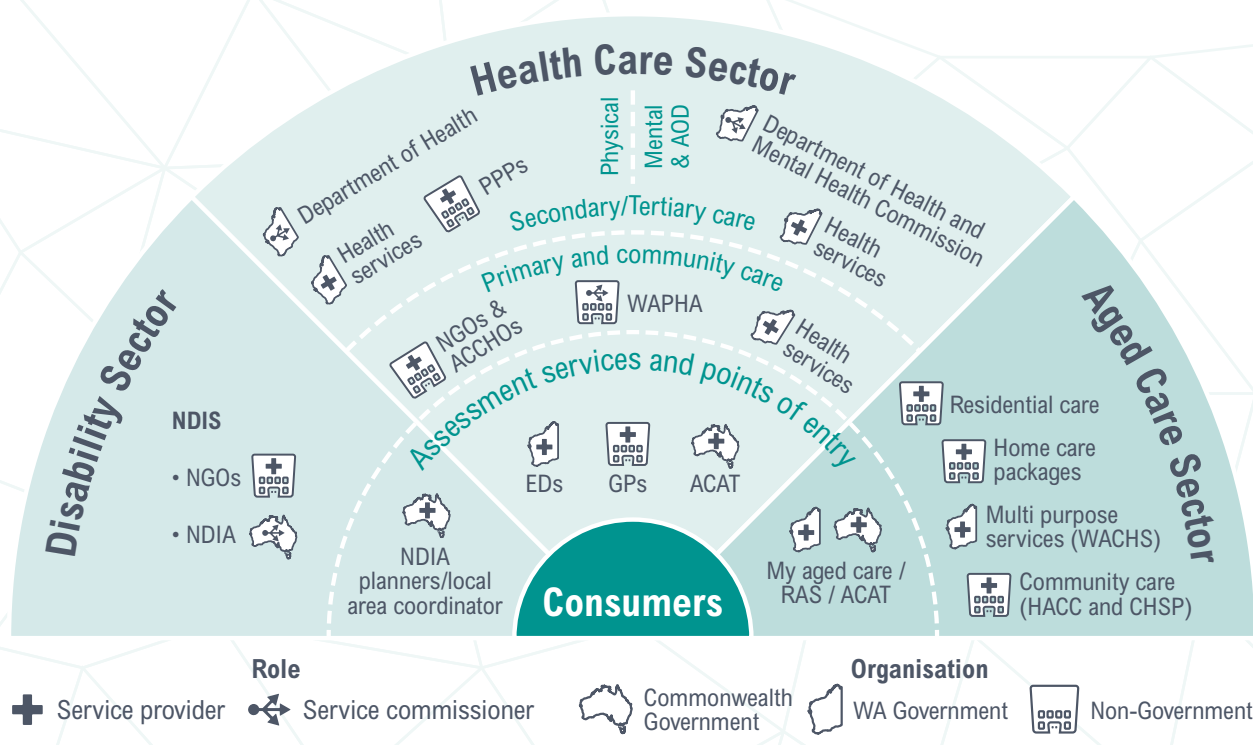 Health Care Sector
Physical
Mental
& AOD
Department of Health
Health
services
PPPs
Department of Health and
Mental Health Commission
Health
services
Secondary/Tertiary care
Primary and community care
NGOs &
ACCHOs
WAPHA
Health
services
Assessment services and points of entry
EDs
GPs
ACAT
Disability Sector
NDIS
• NGOs
• NDIA
NDIA
planners/local
area coordinator
Consumers
Aged Care Sector
Residential care
Home care
packages
Multi purpose
services (WACHS)
Community care
(HACC and CHSP)
My aged care /
RAS / ACAT
Role
Service provider
Service commissioner
Organisation
Commonwealth
Government
WA Government
Non-Government